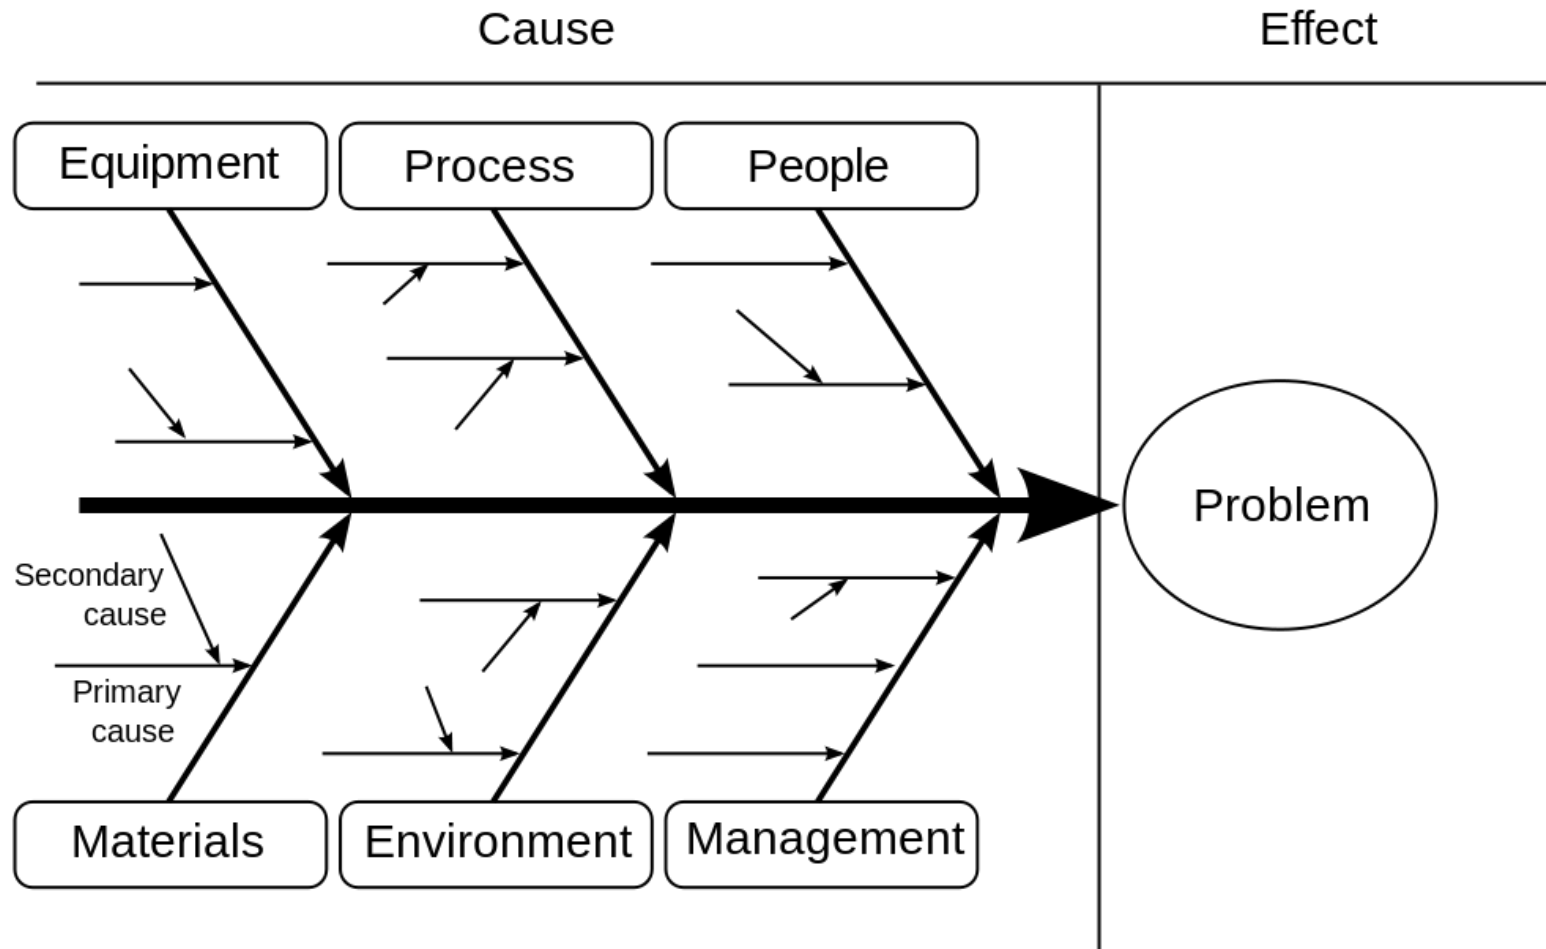 Cause
Effect
Equipment
Process
People
Problem
Secondary
cause
Primary
cause
Materials
Environment
Management